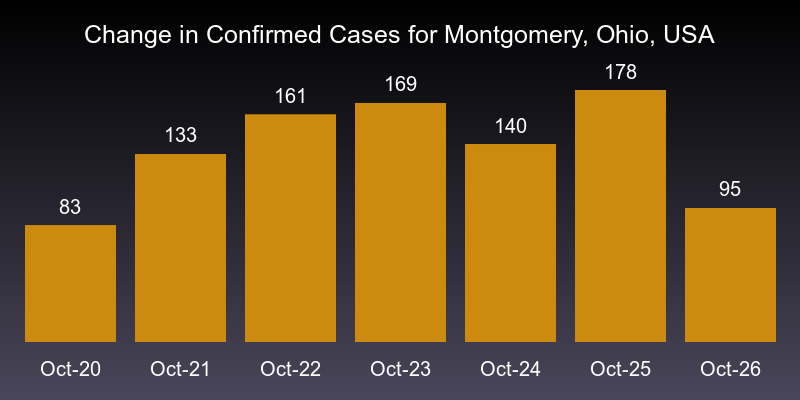 Change in Confirmed Cases for Montgomery, Ohio, USA
83
133
161
169
140
178
95
Oct-20
Oct-21
Oct-22
Oct-23
Oct-24
Oct-25
Oct-26